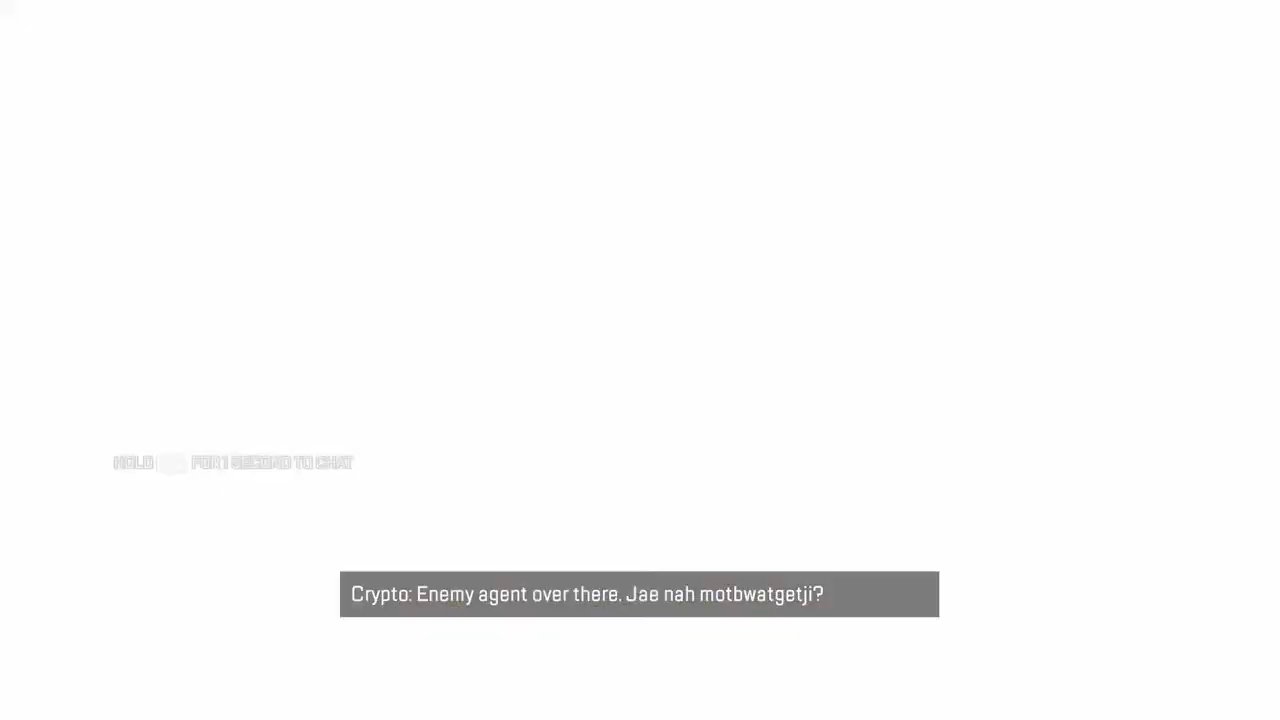 HOLD FOR 1 SECOND TO CHAT
Crypto: Enemy agent over there. Jae nah motbwatgetji?